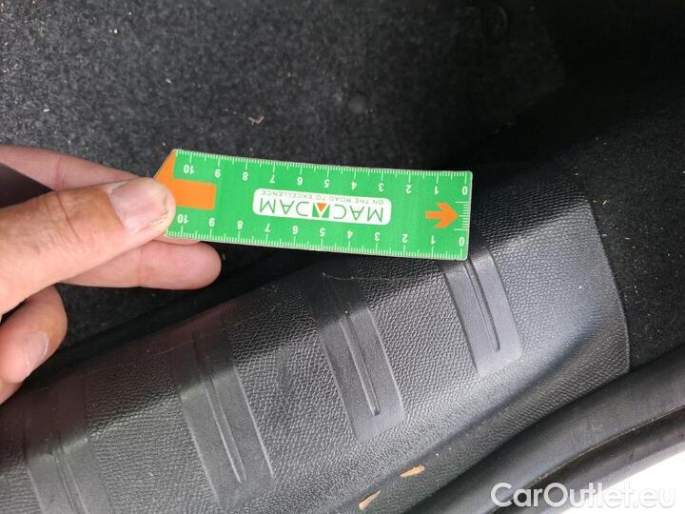 10 9 8 7 6 5 4 3 2 1 0
MACADAM
ON THE ROAD TO EXCELLENCE
10 9 8 7 6 5 4 3 2 1 0
CarOutlet.eu